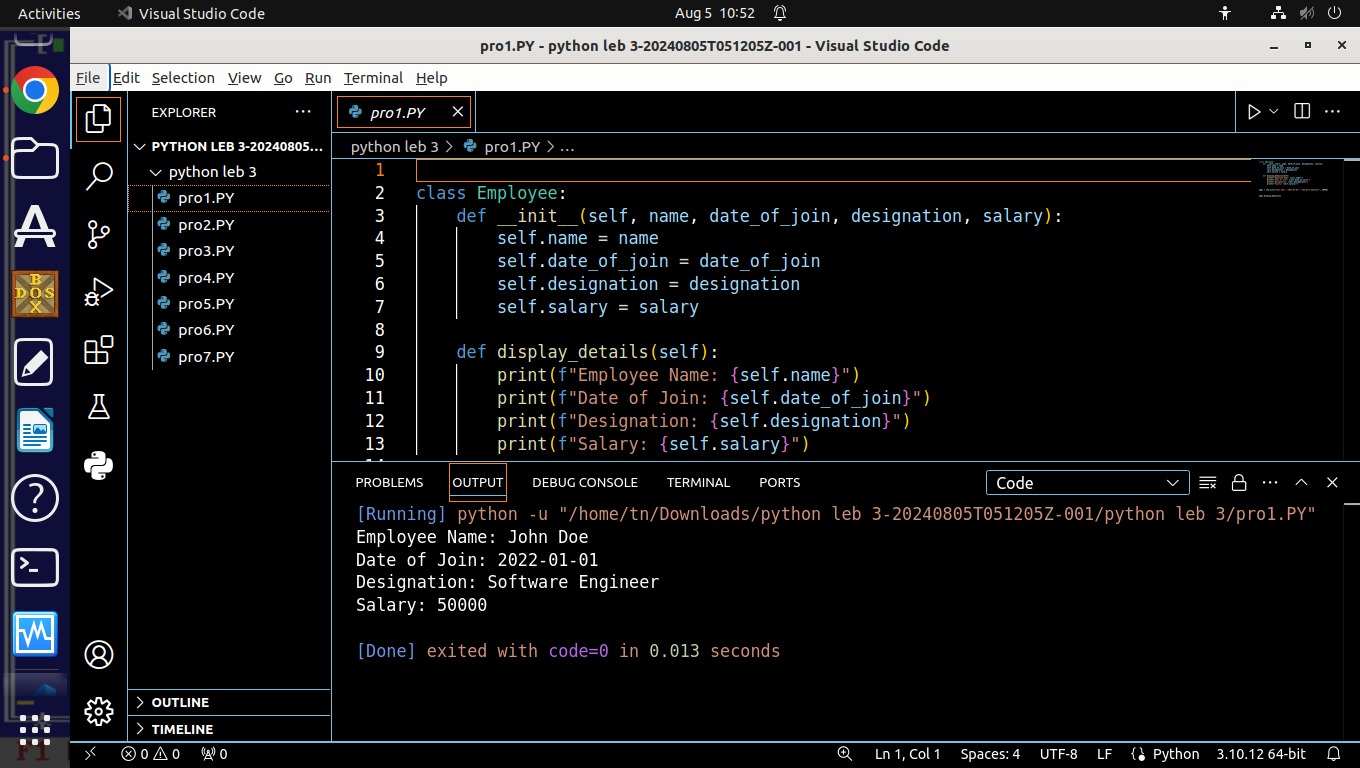 Activities
Visual Studio Code
Aug 5 10:52
pro1.PY - python leb 3-20240805T051205Z-001 - Visual Studio Code
File Edit Selection View Go Run Terminal Help
EXPLORER
PYTHON LEB 3-20240805...
python leb 3
pro1.PY
pro2.PY
pro3.PY
pro4.PY
pro5.PY
pro6.PY
pro7.PY
OUTLINE
TIMELINE
pro1.PY
python leb 3 > pro1.PY > ...
1
2 class Employee:
3 def __init__(self, name, date_of_join, designation, salary):
4 self.name = name
5 self.date_of_join = date_of_join
6 self.designation = designation
7 self.salary = salary
8
9 def display_details(self):
10 print(f"Employee Name: {self.name}")
11 print(f"Date of Join: {self.date_of_join}")
12 print(f"Designation: {self.designation}")
13 print(f"Salary: {self.salary}")
PROBLEMS OUTPUT DEBUG CONSOLE TERMINAL PORTS
Code
[Running] python -u "/home/tn/Downloads/python leb 3-20240805T051205Z-001/python leb 3/pro1.PY"
Employee Name: John Doe
Date of Join: 2022-01-01
Designation: Software Engineer
Salary: 50000
[Done] exited with code=0 in 0.013 seconds
0 0 0
Ln 1, Col 1 Spaces: 4 UTF-8 LF Python 3.10.12 64-bit